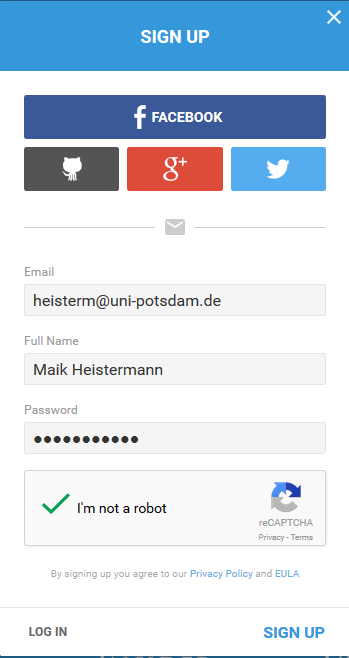 SIGN UP
FACEBOOK
Email
heisterm@uni-potsdam.de
Full Name
Maik Heistermann
Password
●●●●●●●●●●●
I'm not a robot
reCAPTCHA
Privacy - Terms
By signing up you agree to our Privacy Policy and EULA
LOG IN
SIGN UP